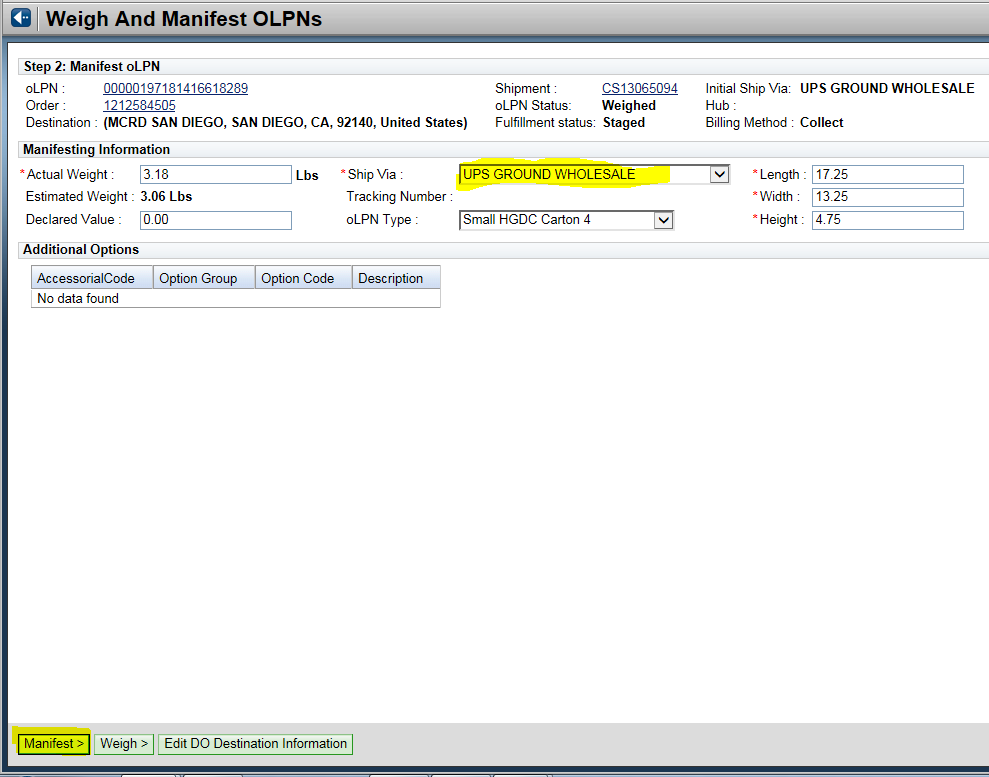 Weigh And Manifest OLPNs
Step 2: Manifest oLPN
oLPN : 00000197181416618289 Shipment : CS13065094 Initial Ship Via: UPS GROUND WHOLESALE
Order : 1212584505 oLPN Status: Weighed Hub :
Destination : (MCRD SAN DIEGO, SAN DIEGO, CA, 92140, United States) Fulfillment status: Staged Billing Method : Collect
Manifesting Information
*Actual Weight : 3.18 Lbs *Ship Via : UPS GROUND WHOLESALE *Length : 17.25
Estimated Weight : 3.06 Lbs Tracking Number : *Width : 13.25
Declared Value : 0.00 oLPN Type : Small HGDC Carton 4 *Height : 4.75
Additional Options
AccessorialCode Option Group Option Code Description
No data found
Manifest > Weigh > Edit DO Destination Information